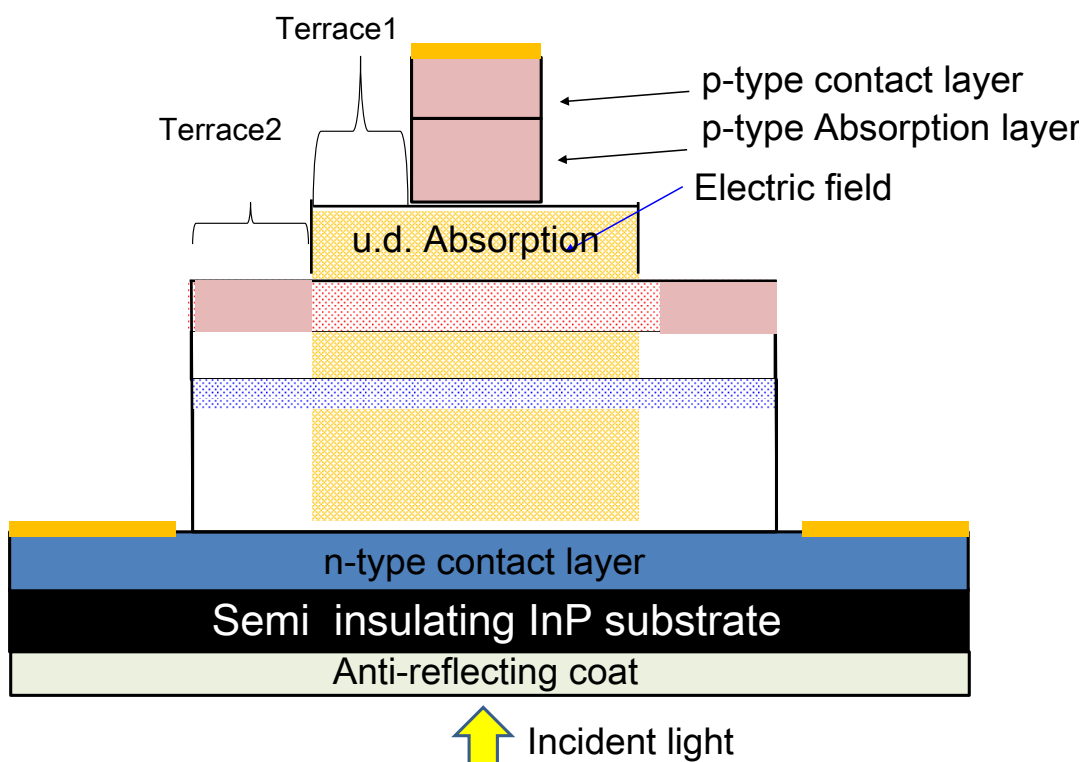 Terrace1
p-type contact layer
Terrace2
p-type Absorption layer
Electric field
u.d. Absorption
n-type contact layer
Semi insulating InP substrate
Anti-reflecting coat
Incident light